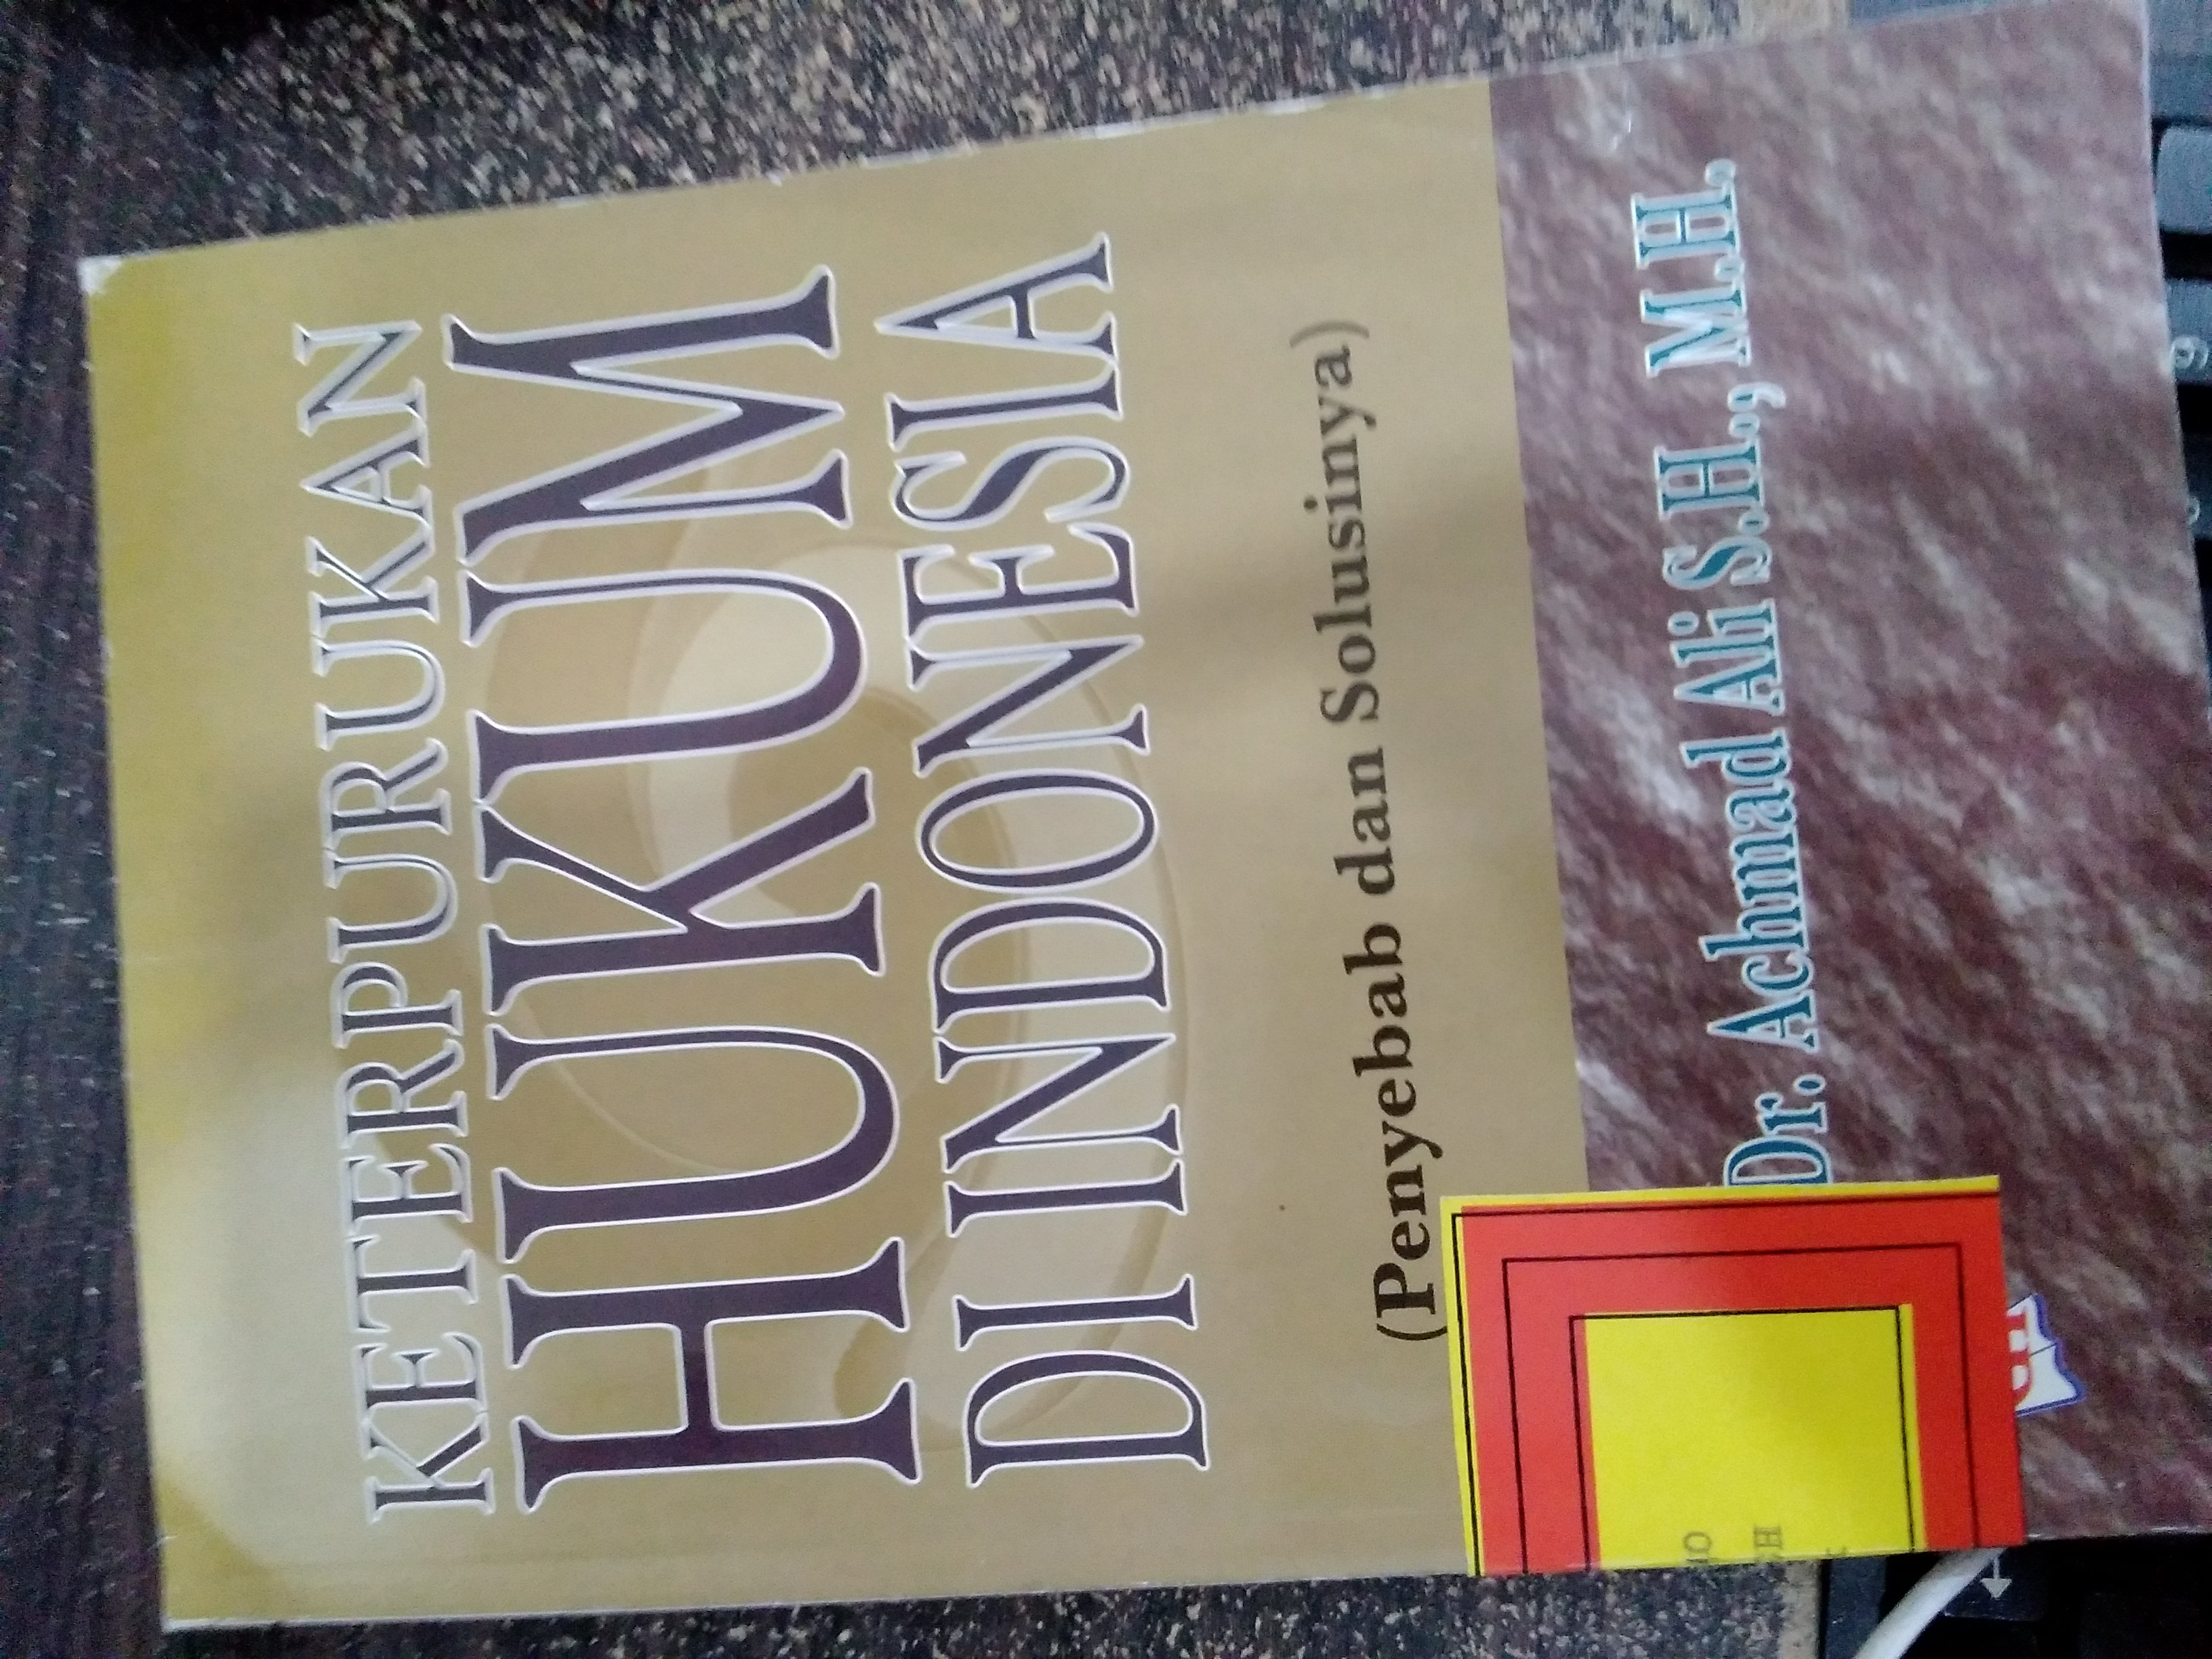 KETERPURUKAN
HUKUM
DI INDONESIA
(Penyebab dan Solusinya)
Dr. Achmad Ali S.H., M.H.